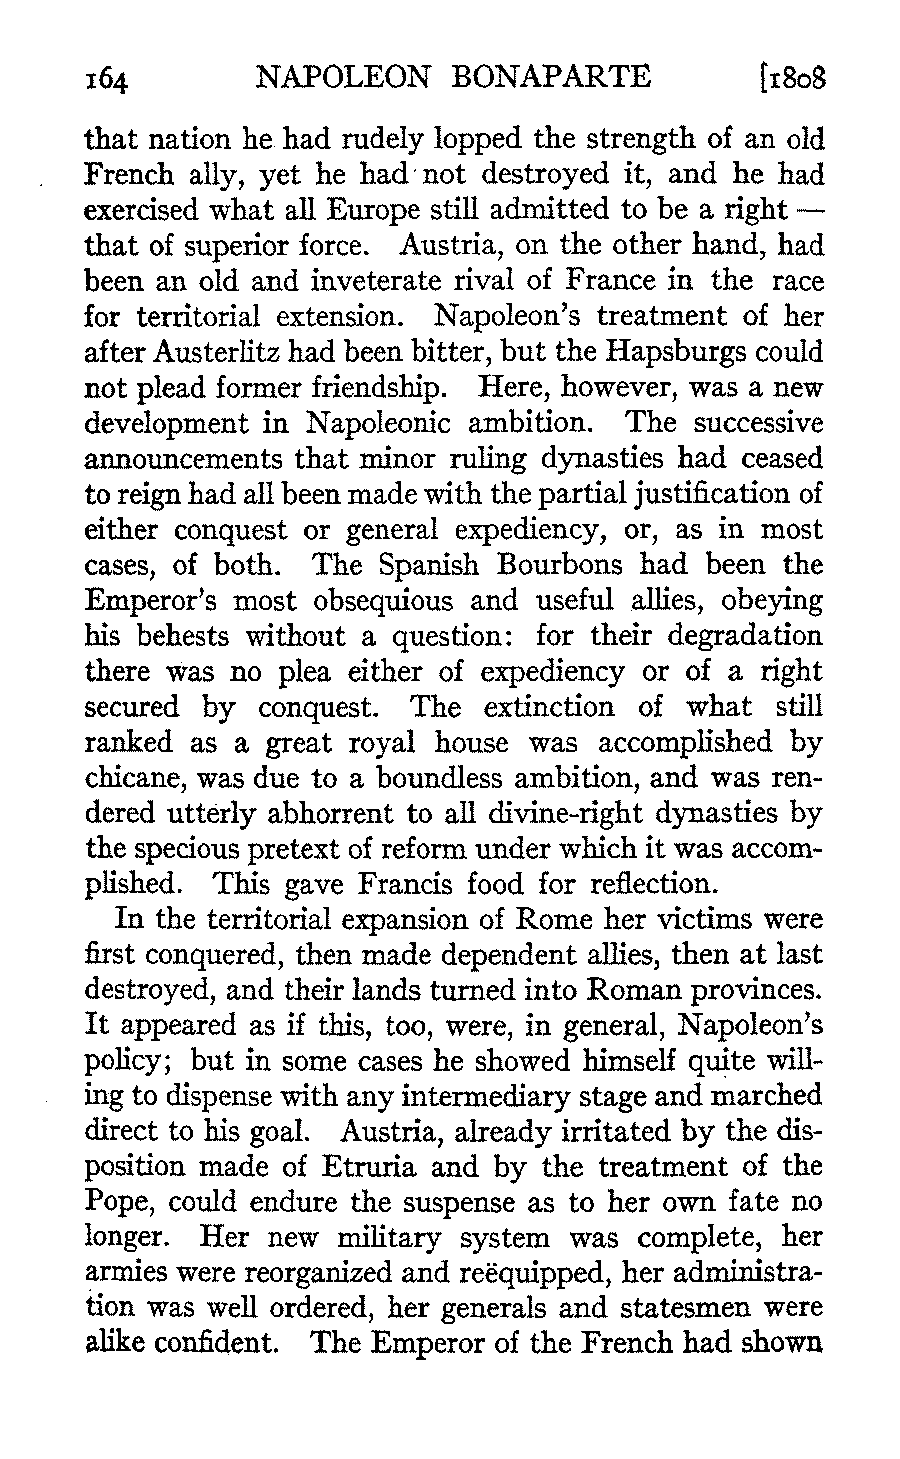 164 NAPOLEON BONAPARTE [1808
that nation he had rudely lopped the strength of an old
French ally, yet he had not destroyed it, and he had
exercised what all Europe still admitted to be a right —
that of superior force. Austria, on the other hand, had
been an old and inveterate rival of France in the race
for territorial extension. Napoleon's treatment of her
after Austerlitz had been bitter, but the Hapsburgs could
not plead former friendship. Here, however, was a new
development in Napoleonic ambition. The successive
announcements that minor ruling dynasties had ceased
to reign had all been made with the partial justification of
either conquest or general expediency, or, as in most
cases, of both. The Spanish Bourbons had been the
Emperor's most obsequious and useful allies, obeying
his behests without a question: for their degradation
there was no plea either of expediency or of a right
secured by conquest. The extinction of what still
ranked as a great royal house was accomplished by
chicane, was due to a boundless ambition, and was ren-
dered utterly abhorrent to all divine-right dynasties by
the specious pretext of reform under which it was accom-
plished. This gave Francis food for reflection.
In the territorial expansion of Rome her victims were
first conquered, then made dependent allies, then at last
destroyed, and their lands turned into Roman provinces.
It appeared as if this, too, were, in general, Napoleon's
policy; but in some cases he showed himself quite will-
ing to dispense with any intermediary stage and marched
direct to his goal. Austria, already irritated by the dis-
position made of Etruria and by the treatment of the
Pope, could endure the suspense as to her own fate no
longer. Her new military system was complete, her
armies were reorganized and reëquipped, her administra-
tion was well ordered, her generals and statesmen were
alike confident. The Emperor of the French had shown